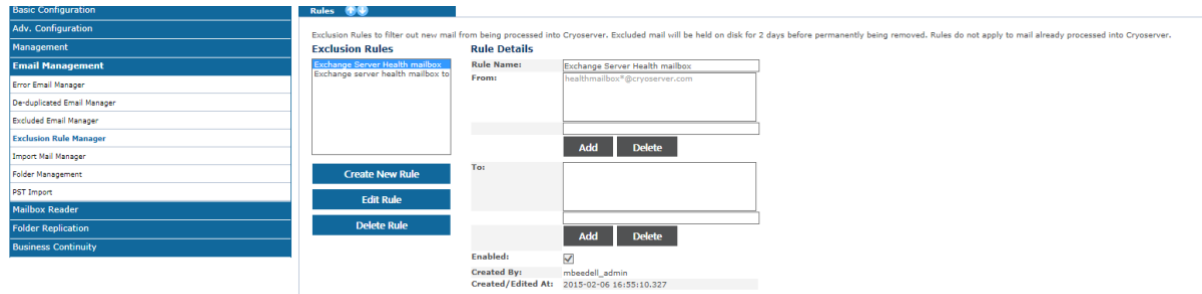 Basic Configuration
Adv. Configuration
Management
Email Management
Error Email Manager
De-duplicated Email Manager
Excluded Email Manager
Exclusion Rule Manager
Import Mail Manager
Folder Management
PST Import
Mailbox Reader
Folder Replication
Business Continuity
Rules
Exclusion Rules to filter out new mail from being processed into Cryoserver. Excluded mail will be held on disk for 2 days before permanently being removed. Rules do not apply to mail already processed into Cryoserver.
Exclusion Rules
Exchange Server Health mailbox
Exchange server health mailbox to
Create New Rule
Edit Rule
Delete Rule
Rule Details
Rule Name: Exchange Server Health mailbox
From: healthmailbox*@cryoserver.com
Add Delete
To:
Add Delete
Enabled:
Created By: mbeedell_admin
Created/Edited At: 2015-02-06 16:55:10.327